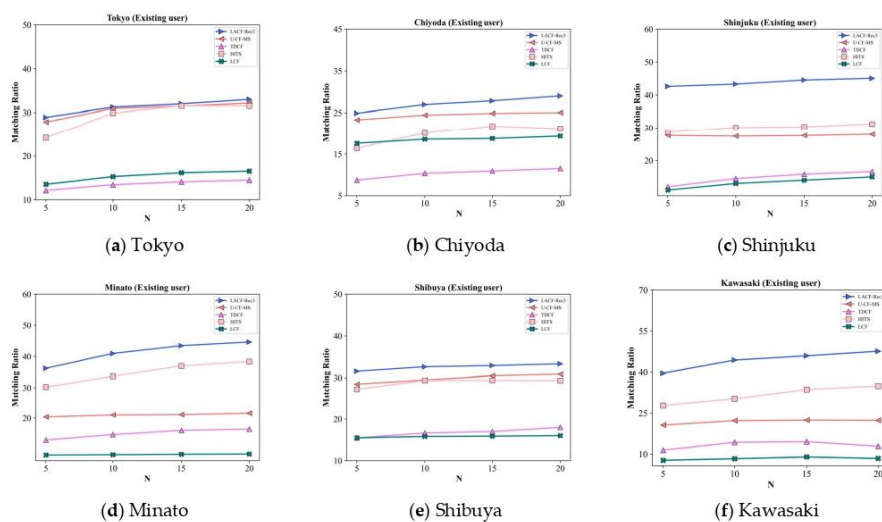 Tokyo (Existing user)
50
40
30
20
10
Matching Ratio
LACF-Rec3
U-CF-MS
TDCF
HITS
LCF
5
10
15
20
N
(a) Tokyo
Chiyoda (Existing user)
45
35
25
15
5
Matching Ratio
LACF-Rec3
U-CF-MS
TDCF
HITS
LCF
5
10
15
20
N
(b) Chiyoda
Shinjuku (Existing user)
60
50
40
30
20
Matching Ratio
LACF-Rec3
U-CF-MS
TDCF
HITS
LCF
5
10
15
20
N
(c) Shinjuku
Minato (Existing user)
60
50
40
30
20
Matching Ratio
LACF-Rec3
U-CF-MS
TDCF
HITS
LCF
5
10
15
20
N
(d) Minato
Shibuya (Existing user)
50
40
30
20
10
Matching Ratio
LACF-Rec3
U-CF-MS
TDCF
HITS
LCF
5
10
15
20
N
(e) Shibuya
Kawasaki (Existing user)
70
55
40
25
10
Matching Ratio
LACF-Rec3
U-CF-MS
TDCF
HITS
LCF
5
10
15
20
N
(f) Kawasaki